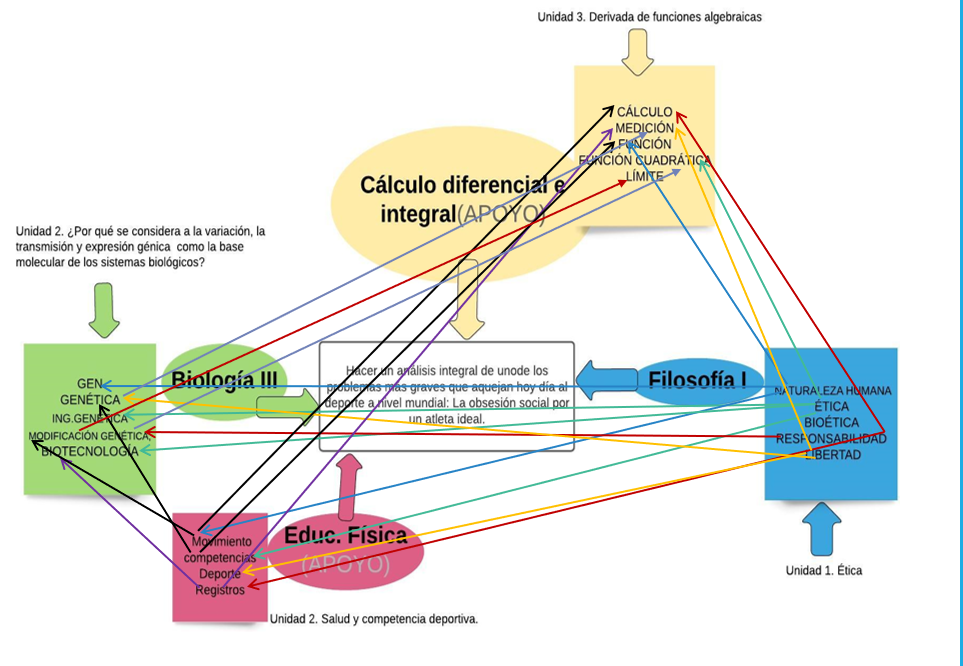 Unidad 3. Derivada de funciones algebraicas
CÁLCULO
MEDICIÓN
FUNCIÓN
FUNCIÓN CUADRÁTICA
LÍMITE
Cálculo diferencial e
integral(APOYO)
Unidad 2. ¿Por qué se considera a la variación, la
transmisión y expresión génica como la base
molecular de los sistemas biológicos?
GEN
GENÉTICA
ING.GENÉTICA
MODIFICACIÓN GENÉTICA,
BIOTECNOLOGÍA
Biología III
Hacer un análisis integral de unode los
problemas más graves que aquejan hoy día al
deporte a nivel mundial: La obsesión social por
un atleta ideal.
Filosofía I
NATURALEZA HUMANA
ÉTICA
BIOÉTICA
RESPONSABILIDAD
LIBERTAD
Unidad 1. Ética
Movimiento
competencias
Deporte
Registros
Educ. Física
(APOYO)
Unidad 2. Salud y competencia deportiva.